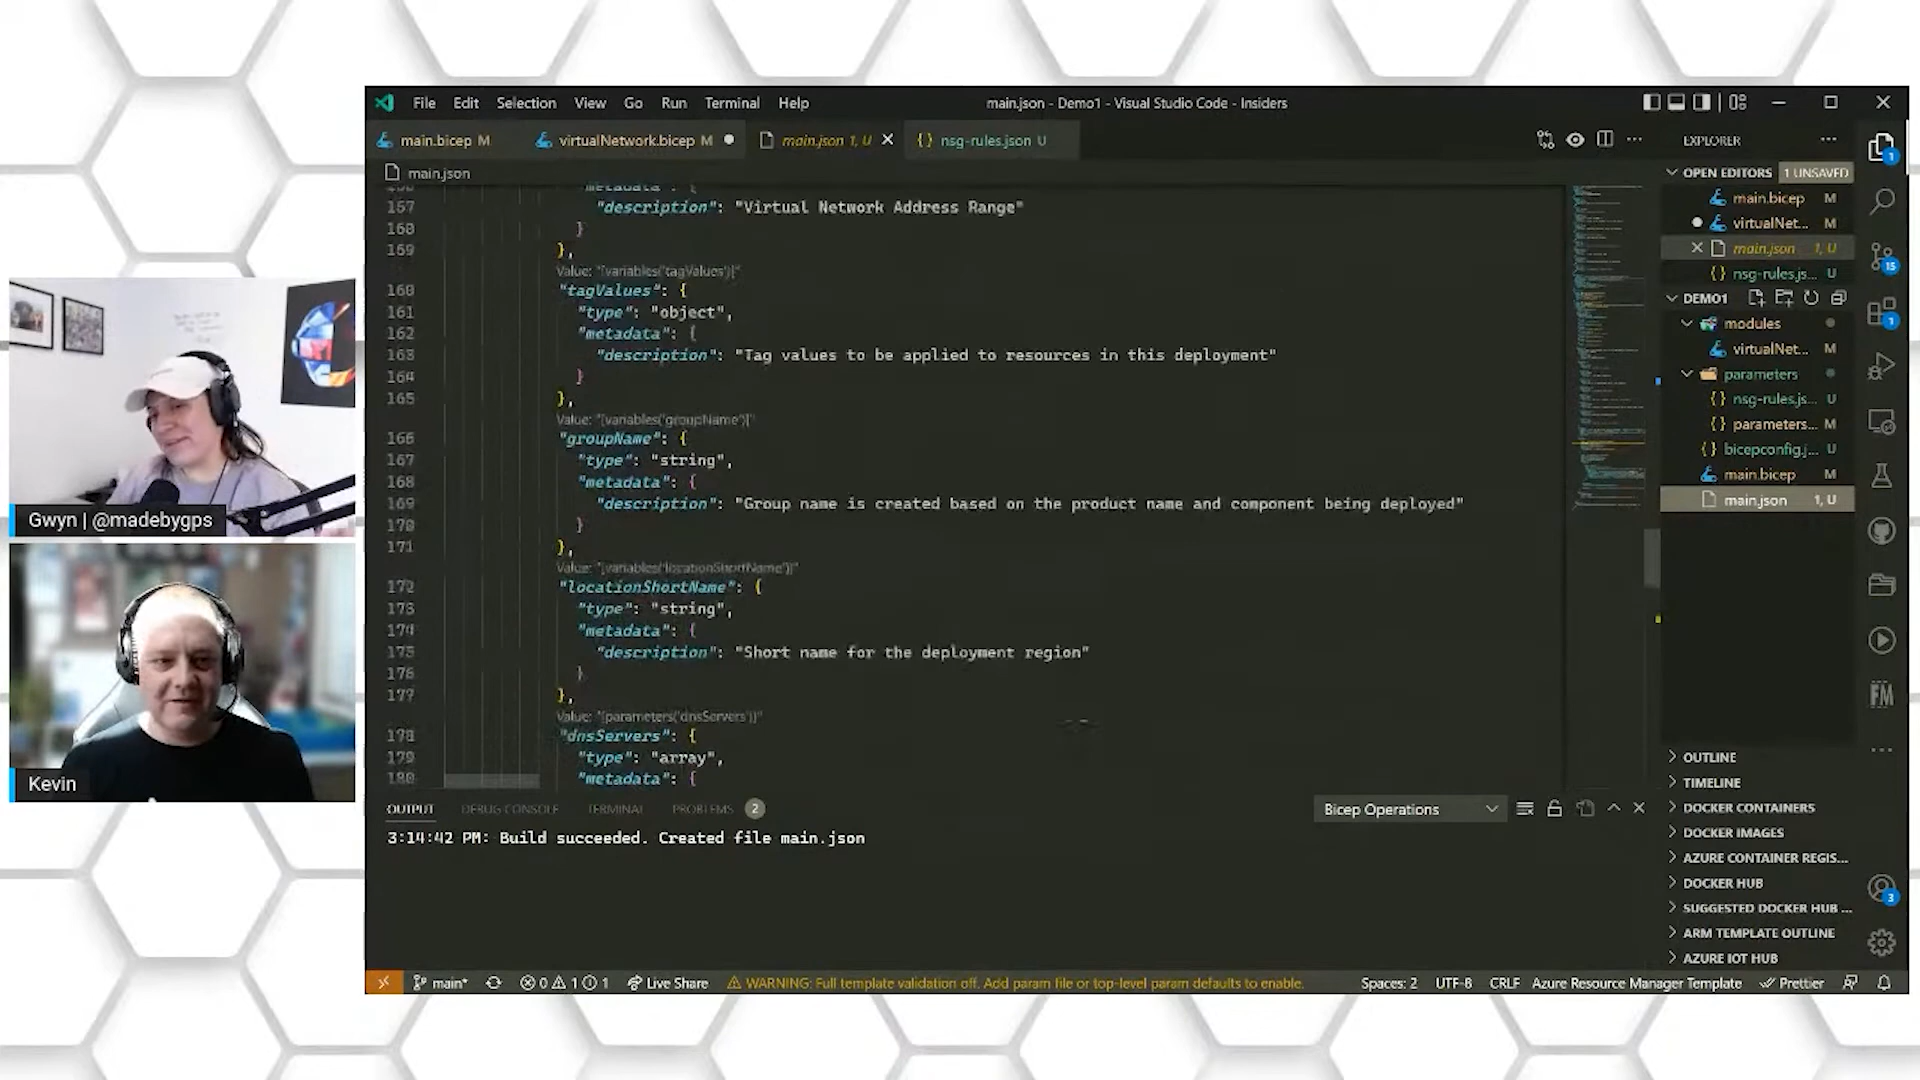 File Edit Selection View Go Run Terminal Help
main.json - Demo1 - Visual Studio Code - Insiders
main.bicep M
virtualNetwork.bicep M
main.json 1, U
{} nsg-rules.json U
EXPLORER
main.json
OPEN EDITORS 1 UNSAVED
main.bicep M
virtualNet... M
main.json 1, U
{} nsg-rules.js... U
DEMO1
modules
virtualNet... M
parameters
{} nsg-rules.js... U
{} parameters... M
{} bicepconfig.j... U
main.bicep M
main.json 1, U
"metadata": {
157 "description": "Virtual Network Address Range"
}
},
Value: "[variables('tagValues')]"
160 "tagValues": {
161 "type": "object",
162 "metadata": {
163 "description": "Tag values to be applied to resources in this deployment"
164 }
165 },
Value: "[variables('groupName')]"
166 "groupName": {
167 "type": "string",
168 "metadata": {
169 "description": "Group name is created based on the product name and component being deployed"
170 }
171 },
Value: "[variables('locationShortName')]"
172 "locationShortName": {
173 "type": "string",
174 "metadata": {
175 "description": "Short name for the deployment region"
176 }
177 },
Value: "[parameters('dnsServers')]"
178 "dnsServers": {
179 "type": "array",
180 "metadata": {
OUTPUT DEBUG CONSOLE TERMINAL PROBLEMS 2
Bicep Operations
3:14:42 PM: Build succeeded. Created file main.json
OUTLINE
TIMELINE
DOCKER CONTAINERS
DOCKER IMAGES
AZURE CONTAINER REGIS...
DOCKER HUB
SUGGESTED DOCKER HUB ...
ARM TEMPLATE OUTLINE
AZURE IOT HUB
1
15
1
FM
3
main* 0 1 1 Live Share WARNING: Full template validation off. Add param file or top-level param defaults to enable.
Spaces: 2 UTF-8 CRLF Azure Resource Manager Template Prettier
Gwyn | @madebygps
Kevin